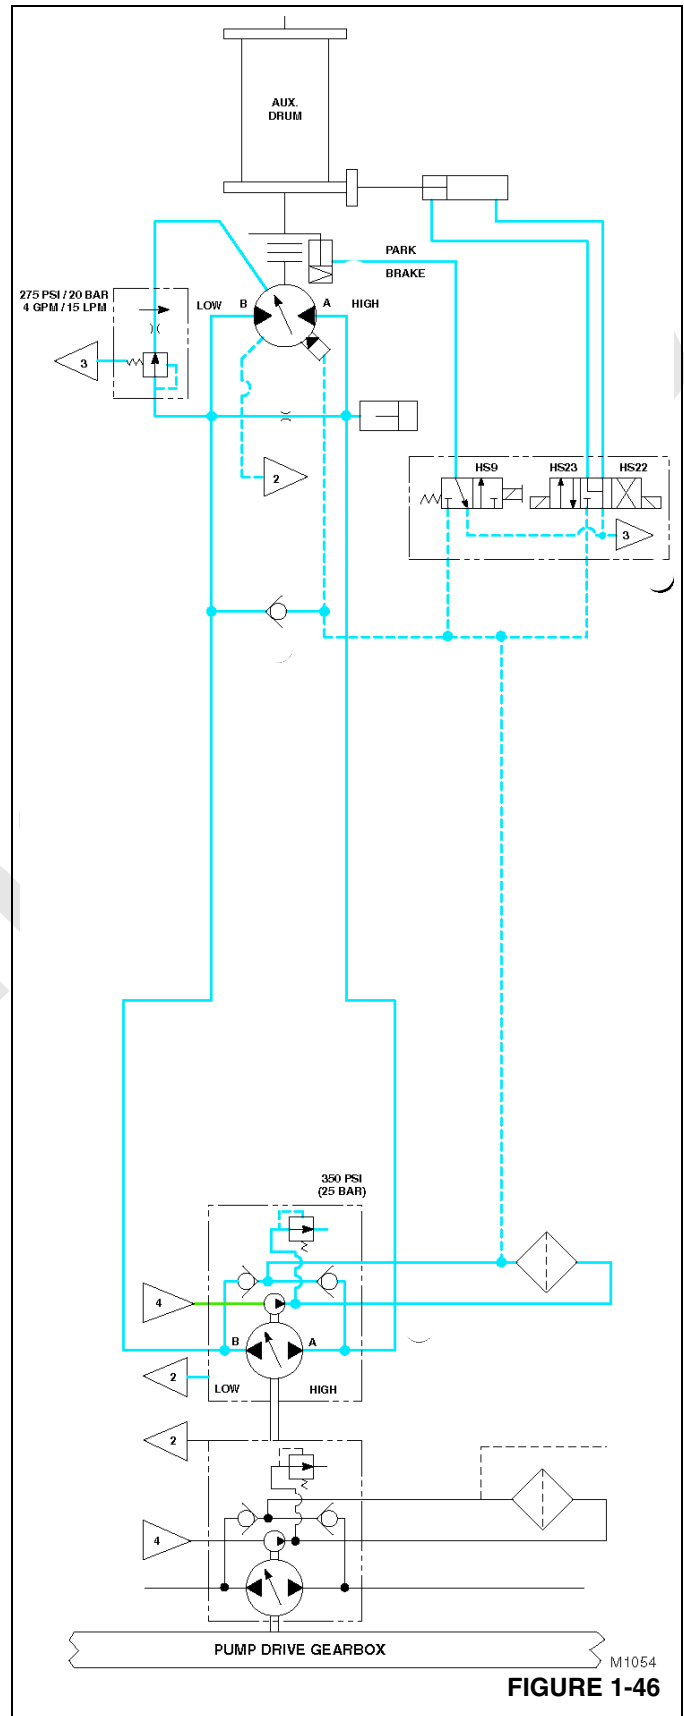 AUX.
DRUM
PARK
BRAKE
275 PSI / 20 BAR
4 GPM / 15 LPM
LOW
B
A
HIGH
3
2
HS9
HS23
HS22
3
350 PSI
(25 BAR)
4
B
A
2
LOW
HIGH
2
4
PUMP DRIVE GEARBOX
M1054
FIGURE 1-46